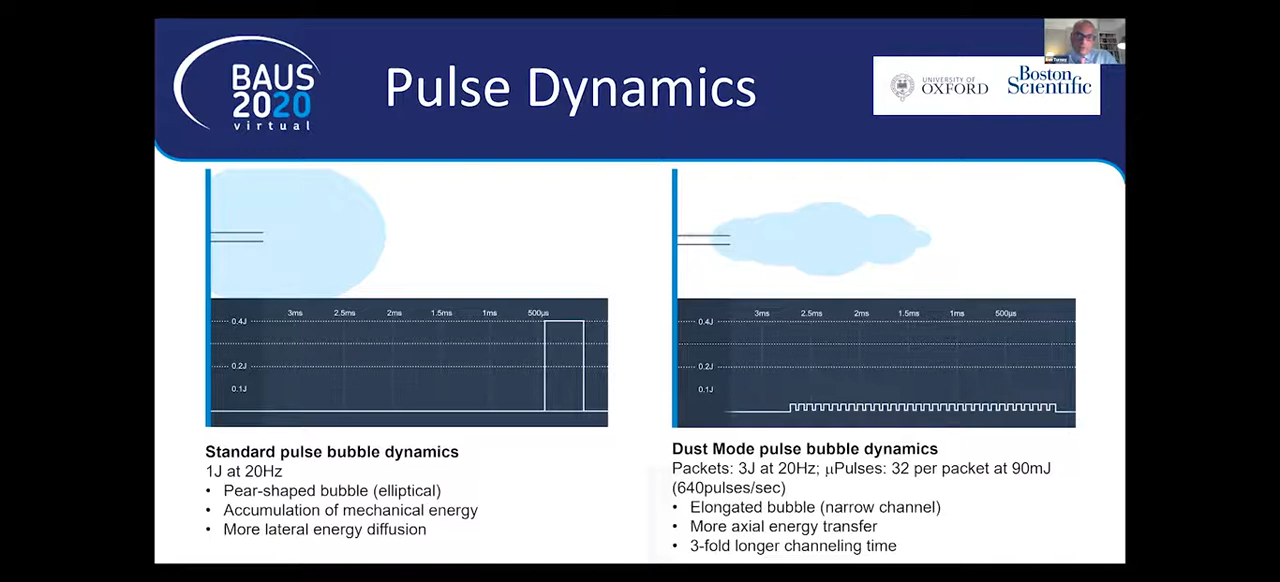 BAUS
2020
virtual
Pulse Dynamics
UNIVERSITY OF
OXFORD
Boston
Scientific
3ms 2.5ms 2ms 1.5ms 1ms 500µs
0.4J
0.2J
0.1J
3ms 2.5ms 2ms 1.5ms 1ms 500µs
0.4J
0.2J
0.1J
Standard pulse bubble dynamics
1J at 20Hz
• Pear-shaped bubble (elliptical)
• Accumulation of mechanical energy
• More lateral energy diffusion
Dust Mode pulse bubble dynamics
Packets: 3J at 20Hz; µPulses: 32 per packet at 90mJ
(640pulses/sec)
• Elongated bubble (narrow channel)
• More axial energy transfer
• 3-fold longer channeling time